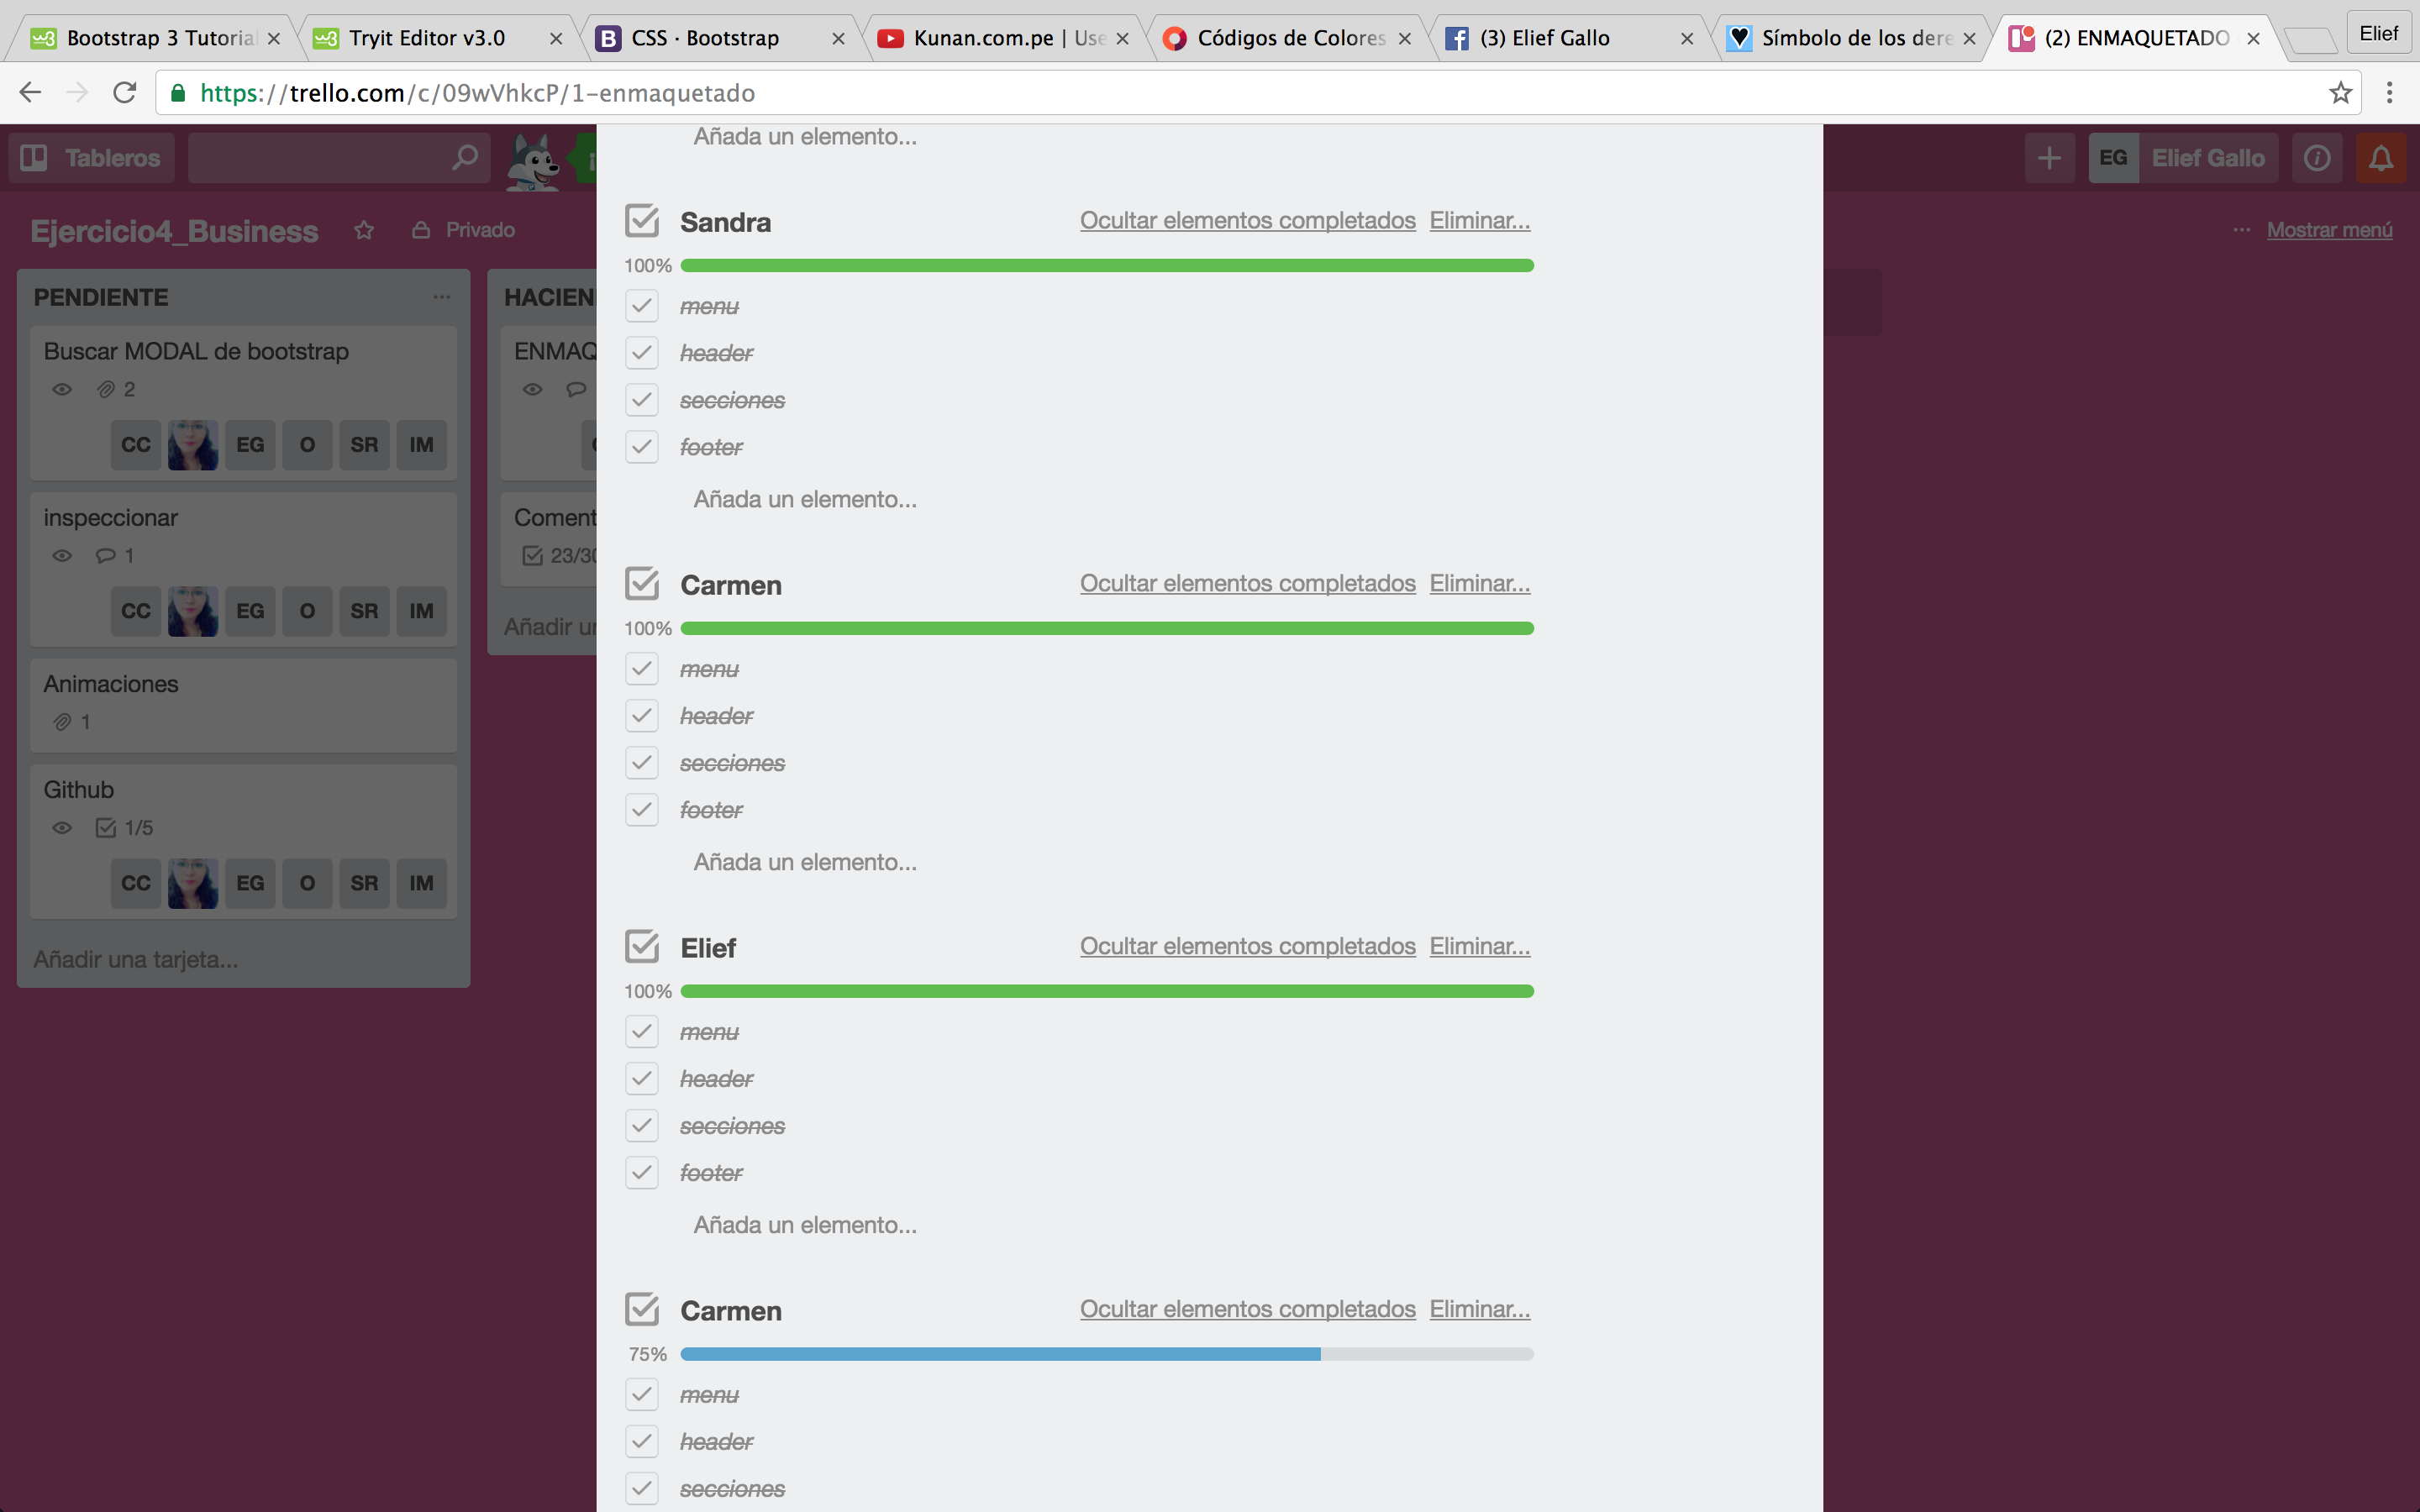 Bootstrap 3 Tutorial
Tryit Editor v3.0
CSS · Bootstrap
Kunan.com.pe | Use
Códigos de Colores
(3) Elief Gallo
Símbolo de los dere
(2) ENMAQUETADO
Elief
https://trello.com/c/09wVhkcP/1-enmaquetado
Tableros
EG
Elief Gallo
Ejercicio4_Business
Privado
Mostrar menú
PENDIENTE
Buscar MODAL de bootstrap
2
CC EG O SR IM
inspeccionar
1
CC EG O SR IM
Animaciones
1
Github
1/5
CC EG O SR IM
Añadir una tarjeta...
HACIEN
ENMAQ
Coment
23/30
Añadir un
Añada un elemento...
Sandra
Ocultar elementos completados Eliminar...
100%
menu
header
secciones
footer
Añada un elemento...
Carmen
Ocultar elementos completados Eliminar...
100%
menu
header
secciones
footer
Añada un elemento...
Elief
Ocultar elementos completados Eliminar...
100%
menu
header
secciones
footer
Añada un elemento...
Carmen
Ocultar elementos completados Eliminar...
75%
menu
header
secciones